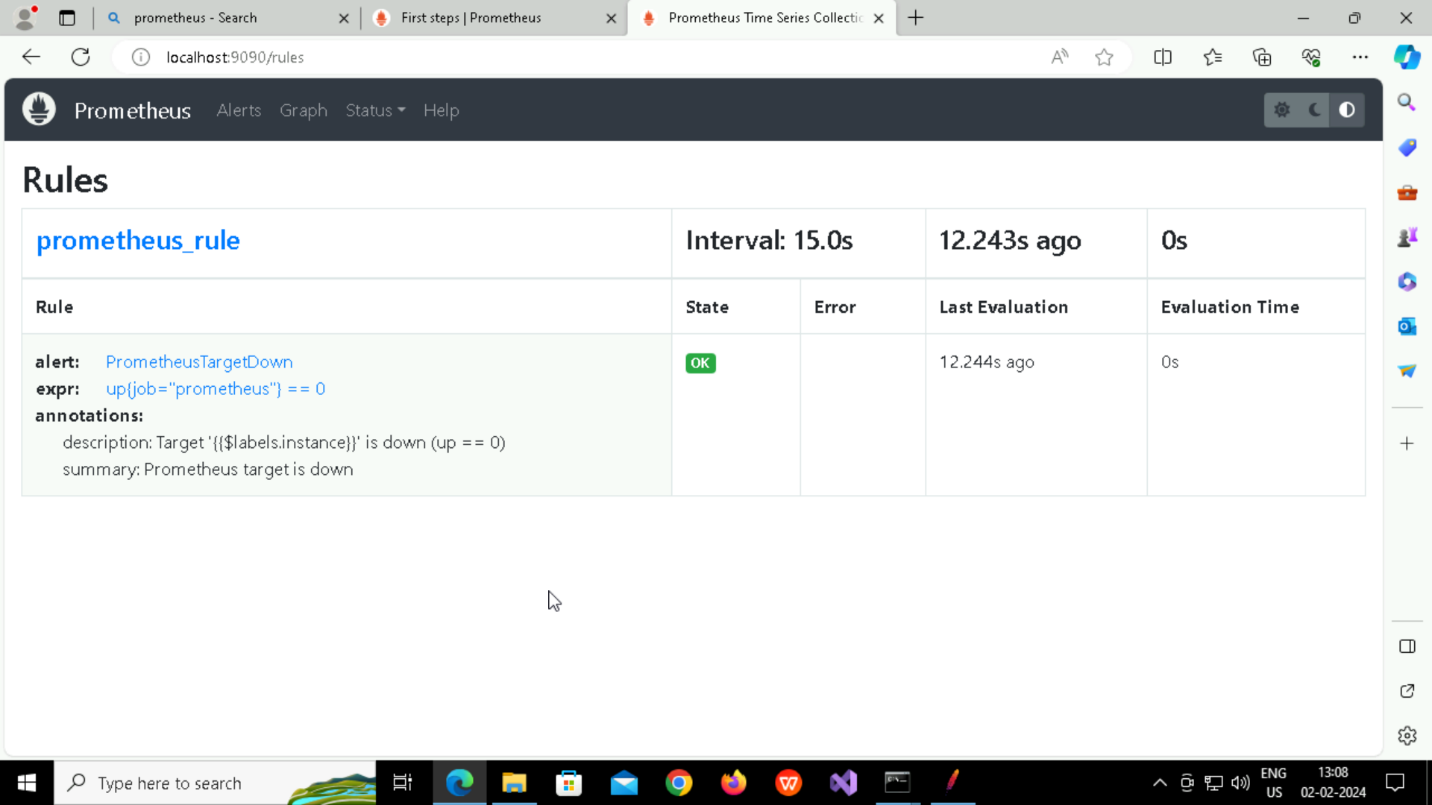 prometheus - Search
First steps | Prometheus
Prometheus Time Series Collectio
localhost:9090/rules
Prometheus Alerts Graph Status Help
Rules
prometheus_rule Interval: 15.0s 12.243s ago 0s
Rule State Error Last Evaluation Evaluation Time
alert: PrometheusTargetDown OK 12.244s ago 0s
expr: up{job="prometheus"} == 0
annotations:
description: Target '{{$labels.instance}}' is down (up == 0)
summary: Prometheus target is down
Type here to search
ENG
US
13:08
02-02-2024